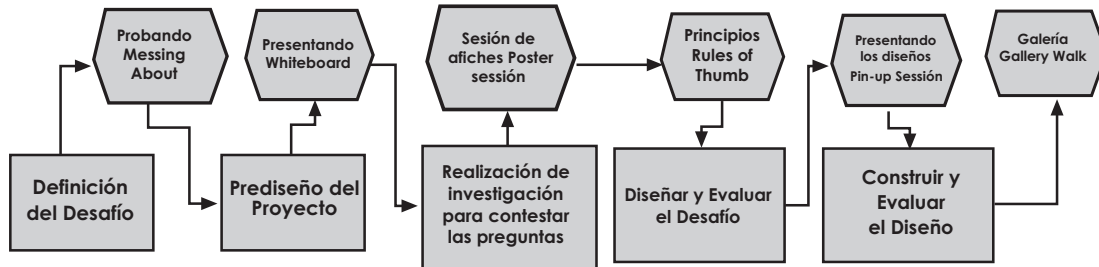 Probando
Messing
About
Presentando
Whiteboard
Sesión de
afiches Poster
sessión
Principios
Rules of
Thumb
Presentando
los diseños
Pin-up Sesión
Galería
Gallery Walk
Definición
del Desafío
Prediseño del
Proyecto
Realización de
investigación
para contestar
las preguntas
Diseñar y Evaluar
el Desafío
Construir y
Evaluar
el Diseño